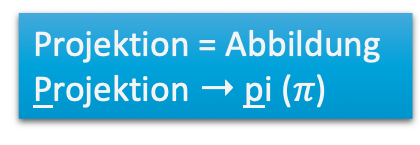 Projektion = Abbildung
Projektion → pi (π)